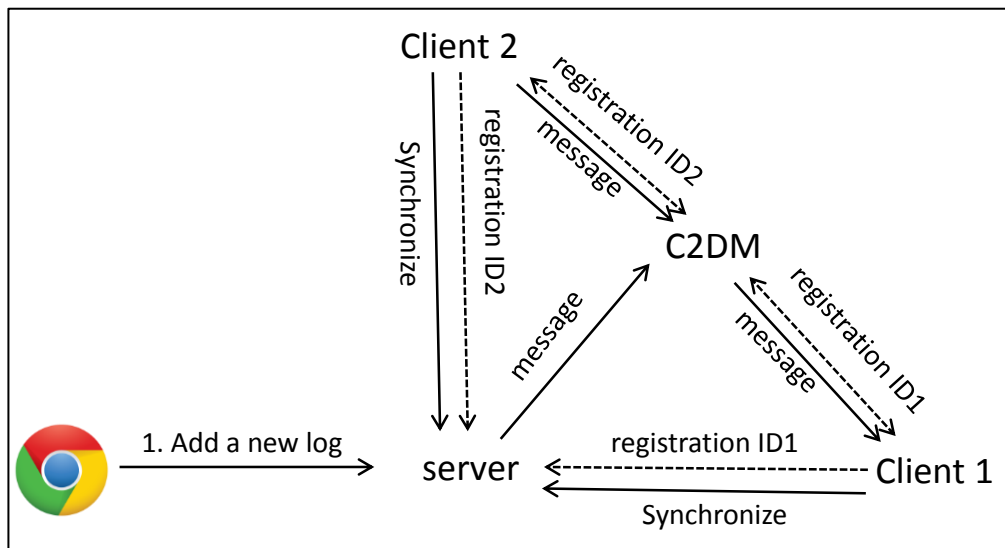 Client 2
registration ID2
message
Synchronize
registration ID2
C2DM
message
registration ID1
message
1. Add a new log
server
registration ID1
Client 1
Synchronize